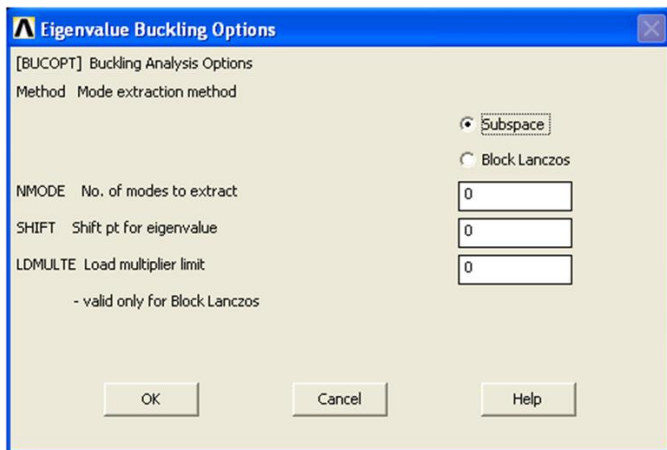 Eigenvalue Buckling Options
[BUCOPT] Buckling Analysis Options
Method Mode extraction method
Subspace
Block Lanczos
NMODE No. of modes to extract 0
SHIFT Shift pt for eigenvalue 0
LDMULTE Load multiplier limit 0
- valid only for Block Lanczos
OK Cancel Help